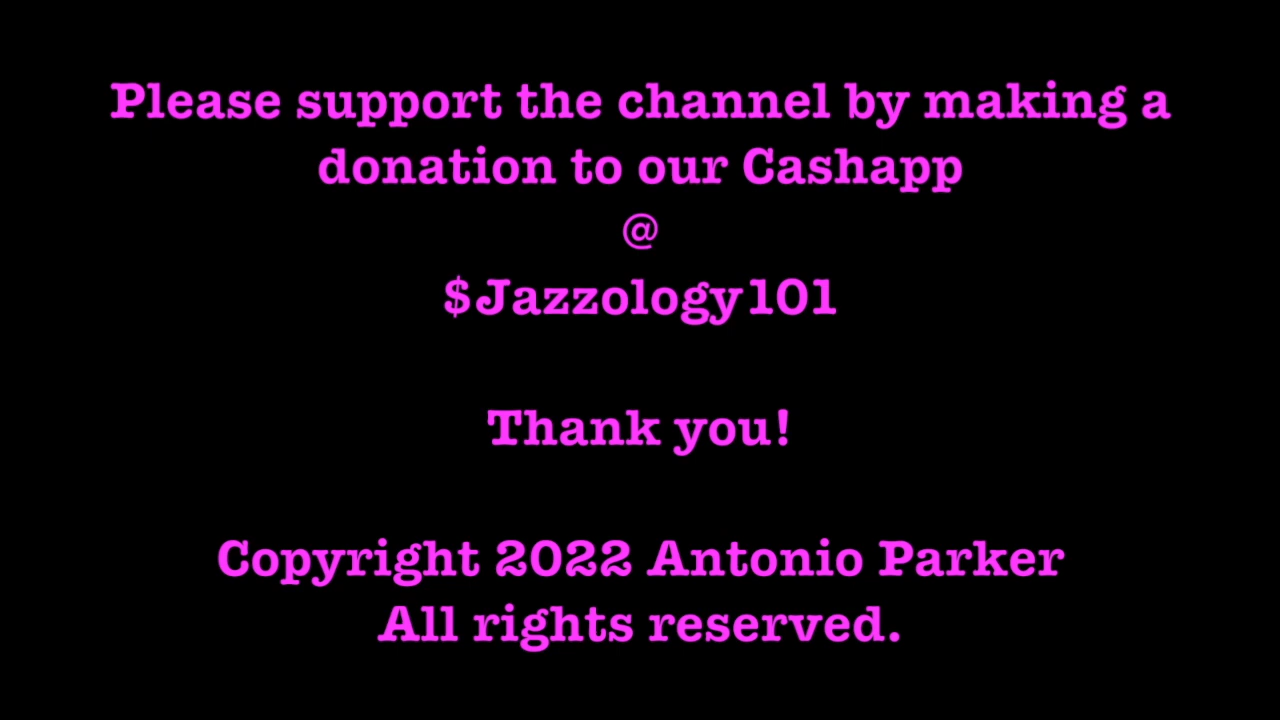 Please support the channel by making a
donation to our Cashapp
@
$Jazzology101
Thank you!
Copyright 2022 Antonio Parker
All rights reserved.